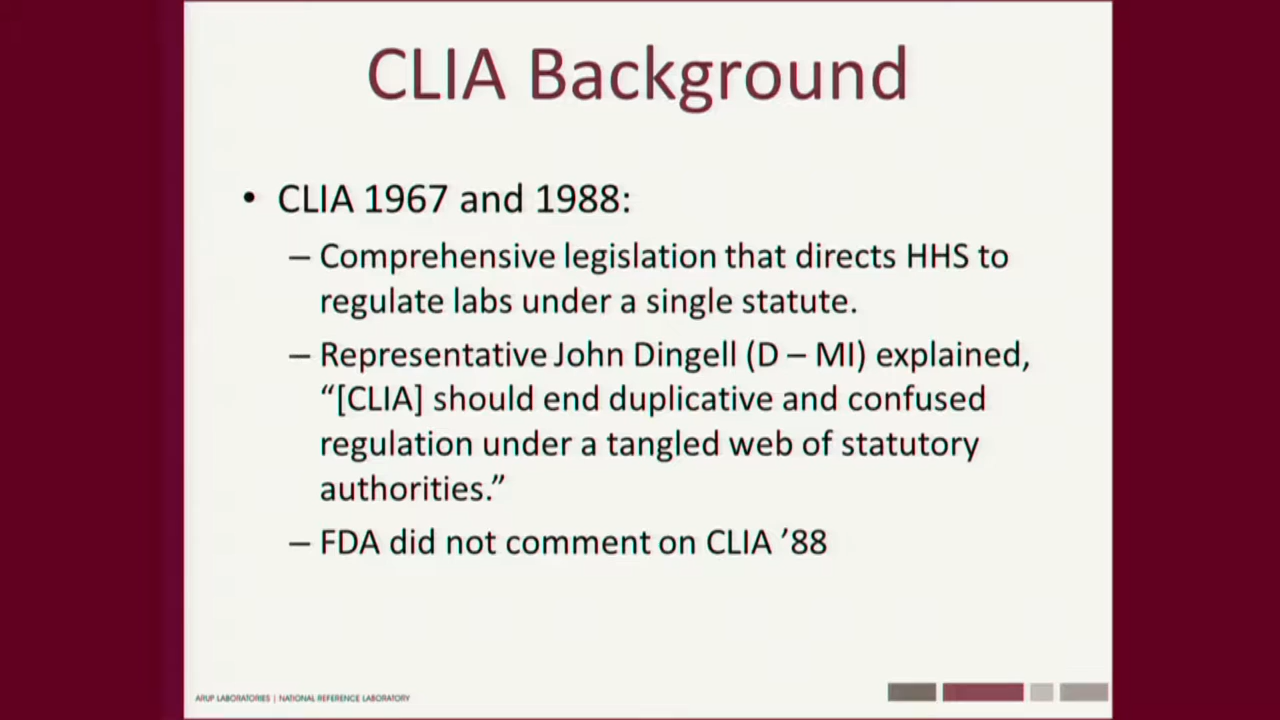 CLIA Background
• CLIA 1967 and 1988:
– Comprehensive legislation that directs HHS to
regulate labs under a single statute.
– Representative John Dingell (D – MI) explained,
“[CLIA] should end duplicative and confused
regulation under a tangled web of statutory
authorities.”
– FDA did not comment on CLIA ’88
ARUP LABORATORIES | NATIONAL REFERENCE LABORATORY